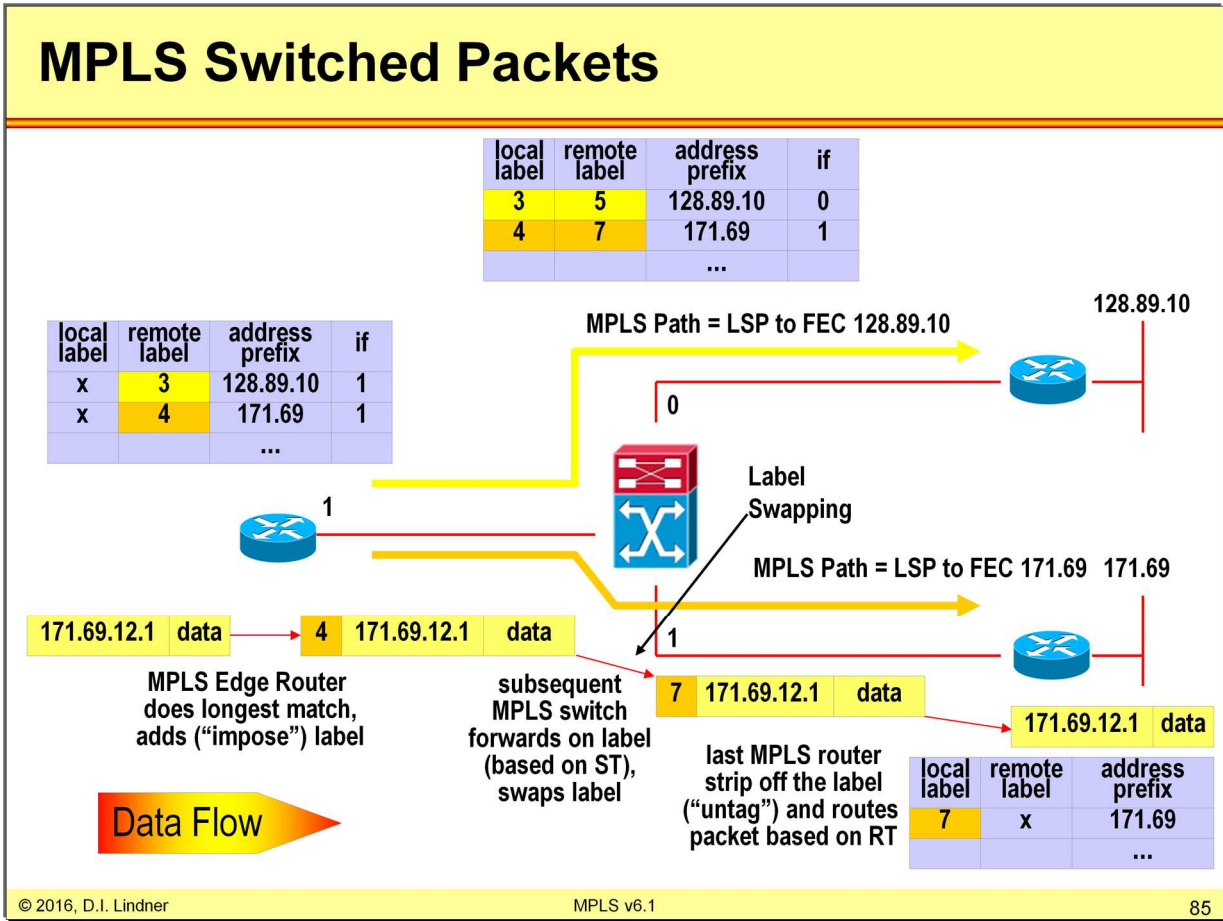 MPLS Switched Packets
local label remote label address prefix if
3 5 128.89.10 0
4 7 171.69 1
...
local label remote label address prefix if
x 3 128.89.10 1
x 4 171.69 1
...
128.89.10
MPLS Path = LSP to FEC 128.89.10
0
1
Label
Swapping
MPLS Path = LSP to FEC 171.69 171.69
1
171.69.12.1 data
4 171.69.12.1 data
7 171.69.12.1 data
171.69.12.1 data
MPLS Edge Router
does longest match,
adds (“impose”) label
subsequent
MPLS switch
forwards on label
(based on ST),
swaps label
last MPLS router
strip off the label
(“untag”) and routes
packet based on RT
local label remote label address prefix
7 x 171.69
...
Data Flow
© 2016, D.I. Lindner
MPLS v6.1
85